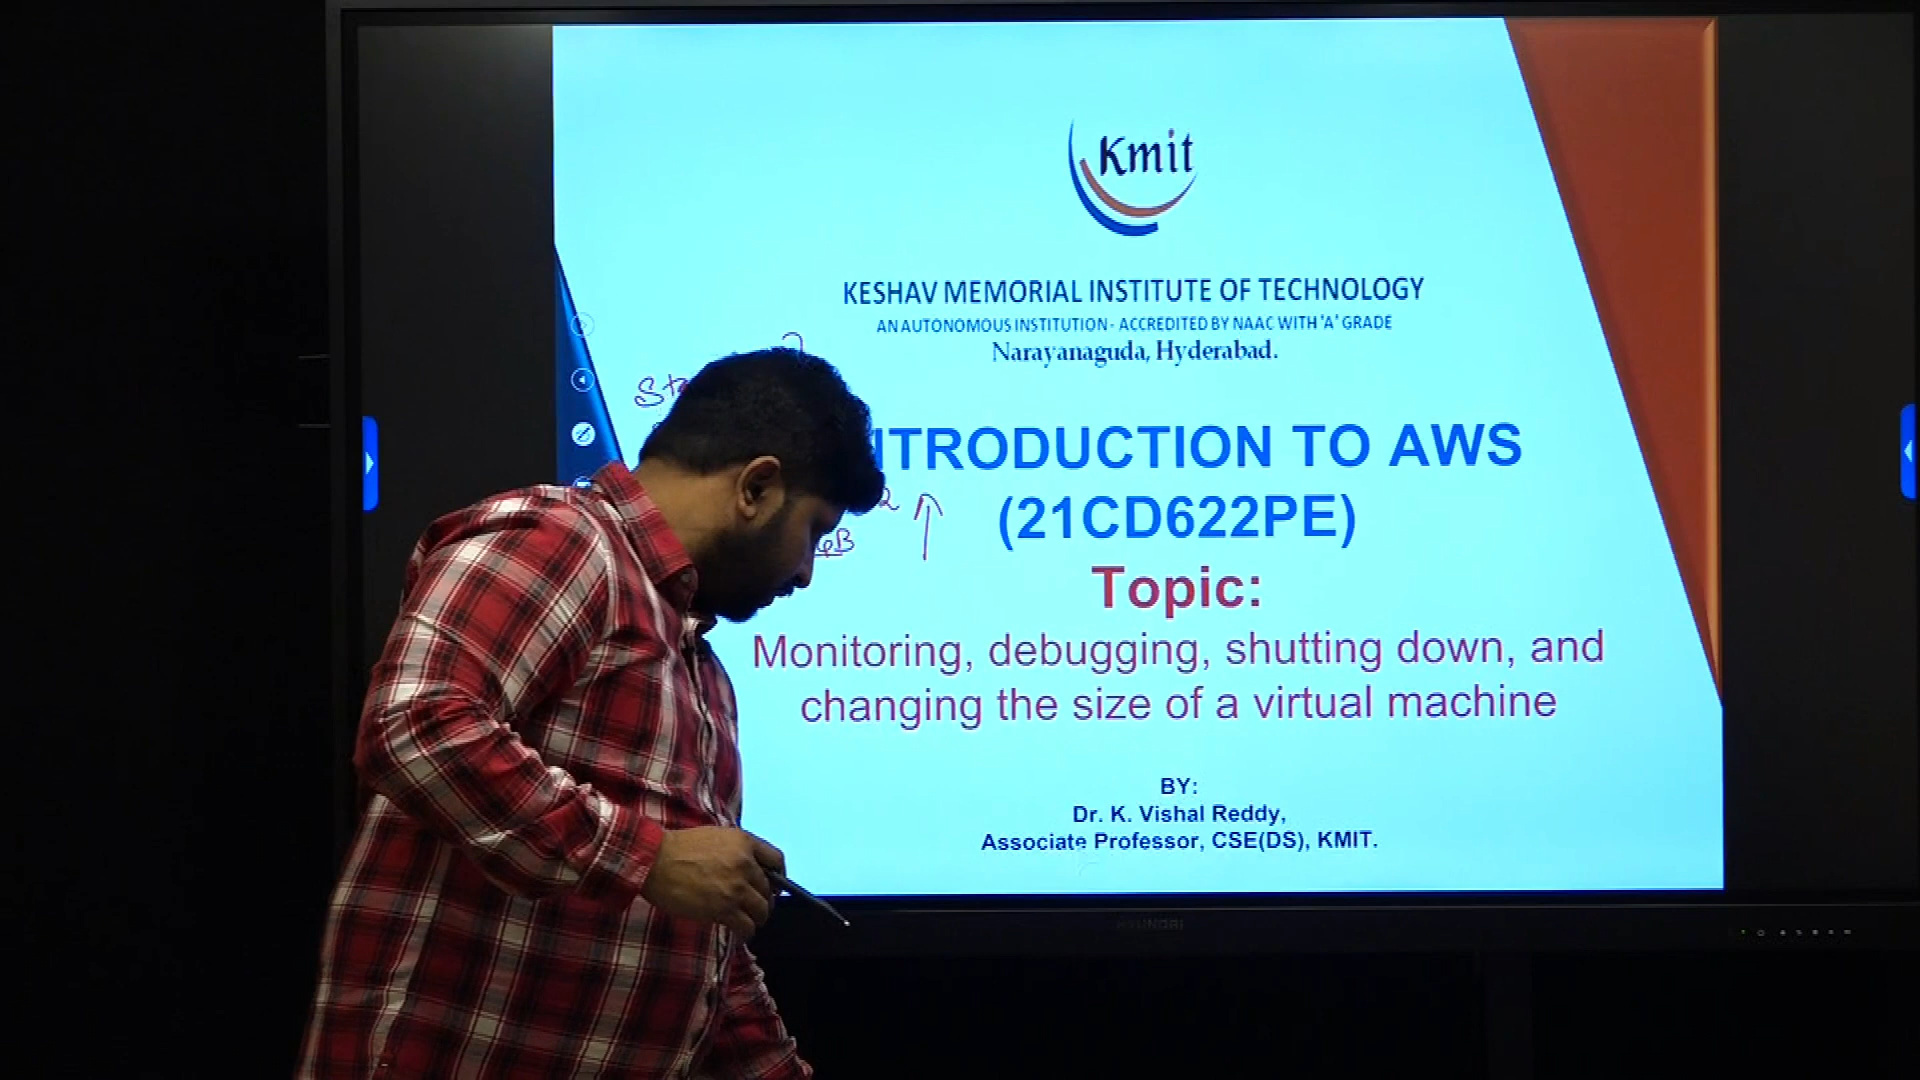 Kmit
KESHAV MEMORIAL INSTITUTE OF TECHNOLOGY
AN AUTONOMOUS INSTITUTION - ACCREDITED BY NAAC WITH 'A' GRADE
Narayanaguda, Hyderabad.
TO AWS
(21CD622PE)
Topic:
Monitoring, debugging, shutting down, and
changing the size of a virtual machine
BY:
Dr. K. Vishal Reddy,
Associate Professor, CSE(DS), KMIT.
HYUNDAI